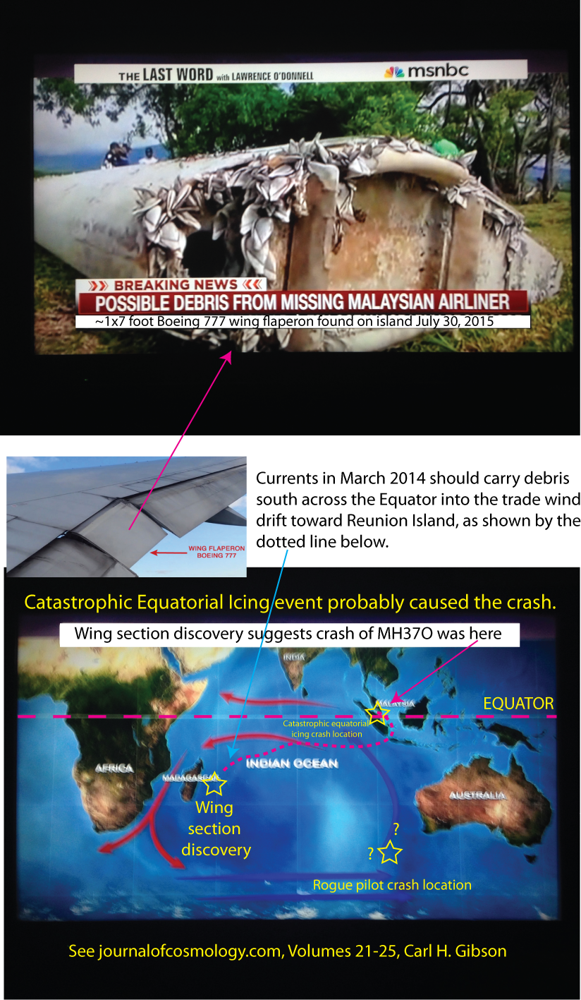 THE LAST WORD with LAWRENCE O'DONNELL
msnbc
BREAKING NEWS
POSSIBLE DEBRIS FROM MISSING MALAYSIAN AIRLINER
~1x7 foot Boeing 777 wing flaperon found on island July 30, 2015
Currents in March 2014 should carry debris
south across the Equator into the trade wind
drift toward Reunion Island, as shown by the
dotted line below.
WING FLAPERON
BOEING 777
Catastrophic Equatorial Icing event probably caused the crash.
Wing section discovery suggests crash of MH37O was here
INDIA
MALAYSIA
EQUATOR
Catastrophic equatorial
icing crash location
AFRICA
MADAGASCAR
INDIAN OCEAN
AUSTRALIA
Wing
section
discovery
?
?
Rogue pilot crash location
See journalofcosmology.com, Volumes 21-25, Carl H. Gibson